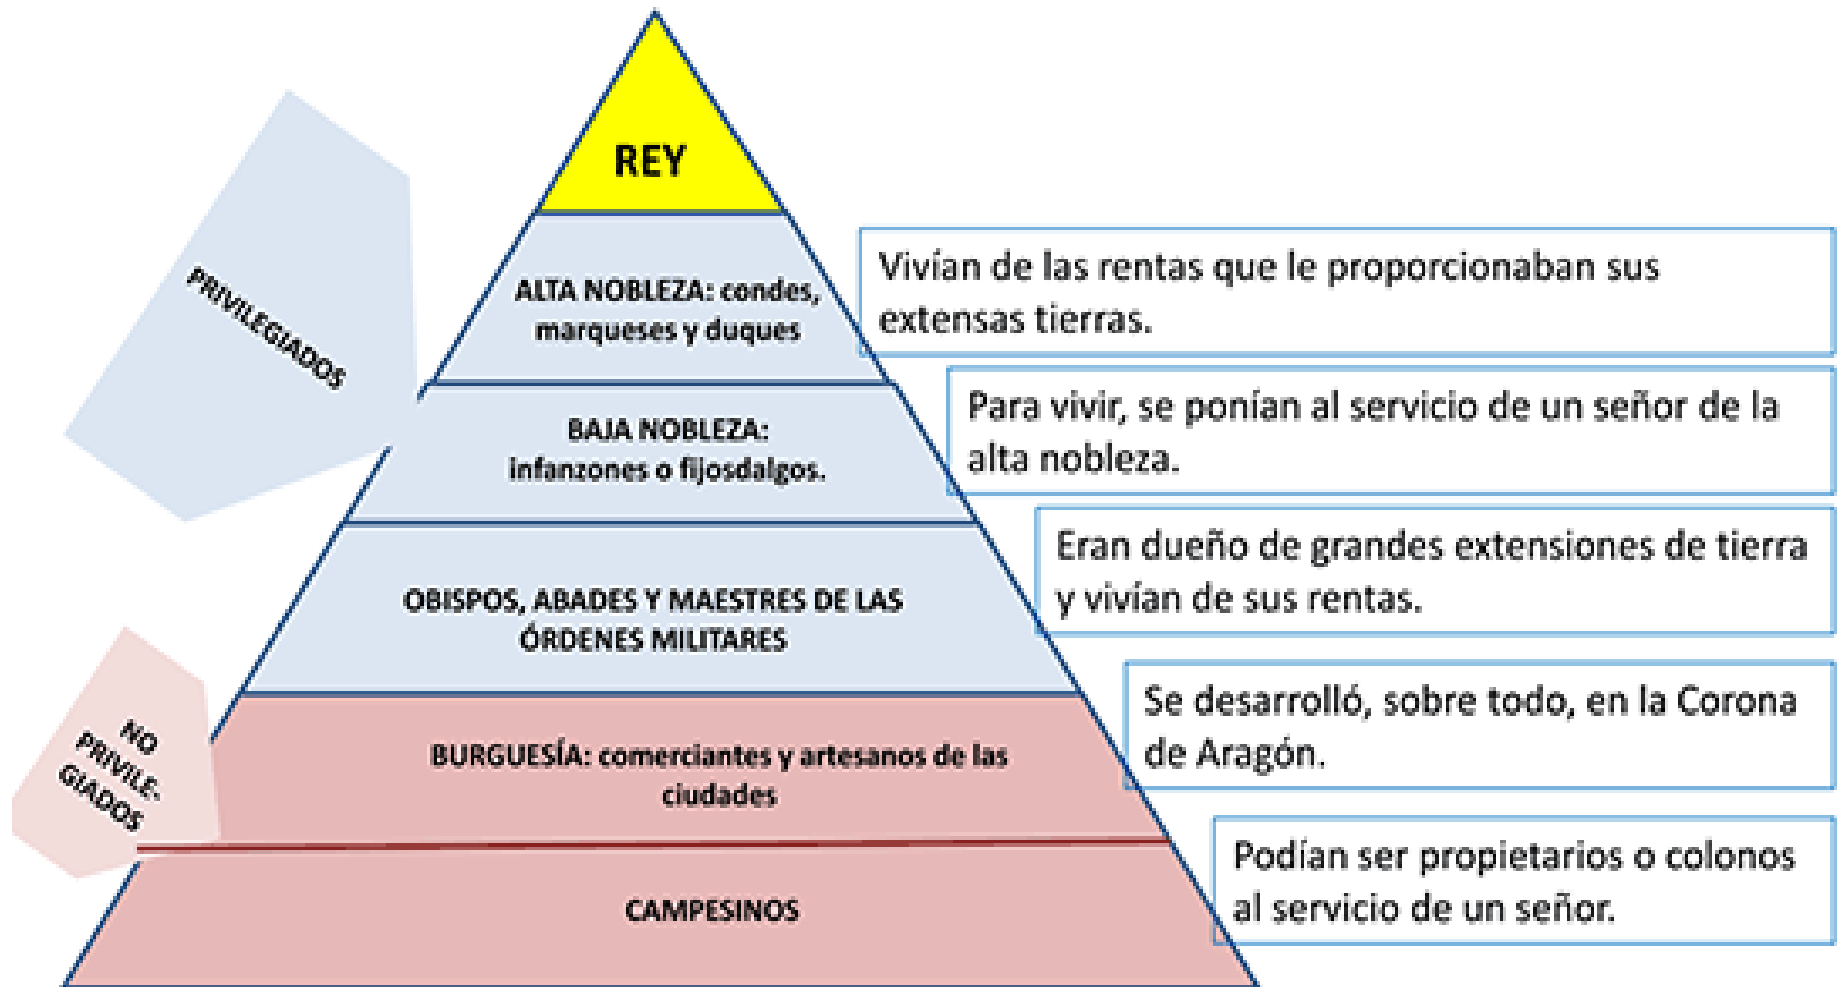 REY
PRIVILEGIADOS
ALTA NOBLEZA: condes,
marqueses y duques
Vivían de las rentas que le proporcionaban sus
extensas tierras.
BAJA NOBLEZA:
infanzones o fijosdalgos.
Para vivir, se ponían al servicio de un señor de la
alta nobleza.
OBISPOS, ABADES Y MAESTRES DE LAS
ÓRDENES MILITARES
Eran dueño de grandes extensiones de tierra
y vivían de sus rentas.
NO
PRIVILE-
GIADOS
BURGUESÍA: comerciantes y artesanos de las
ciudades
Se desarrolló, sobre todo, en la Corona
de Aragón.
CAMPESINOS
Podían ser propietarios o colonos
al servicio de un señor.